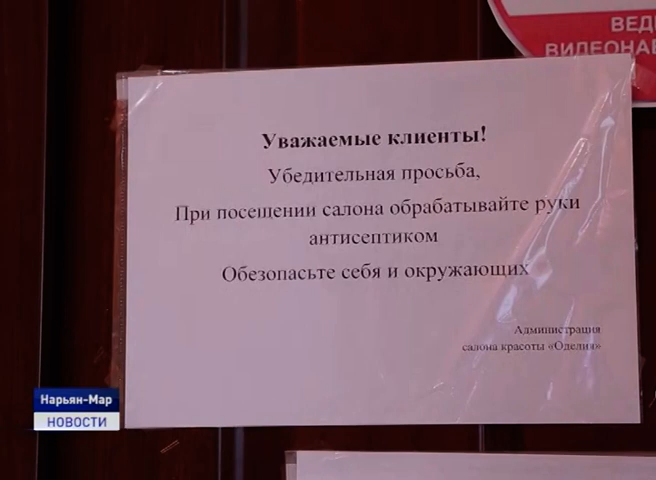 Уважаемые клиенты!
Убедительная просьба,
При посещении салона обрабатывайте руки
антисептиком
Обезопасьте себя и окружающих
Администрация
салона красоты «Оделия»
Нарьян-Мар
НОВОСТИ